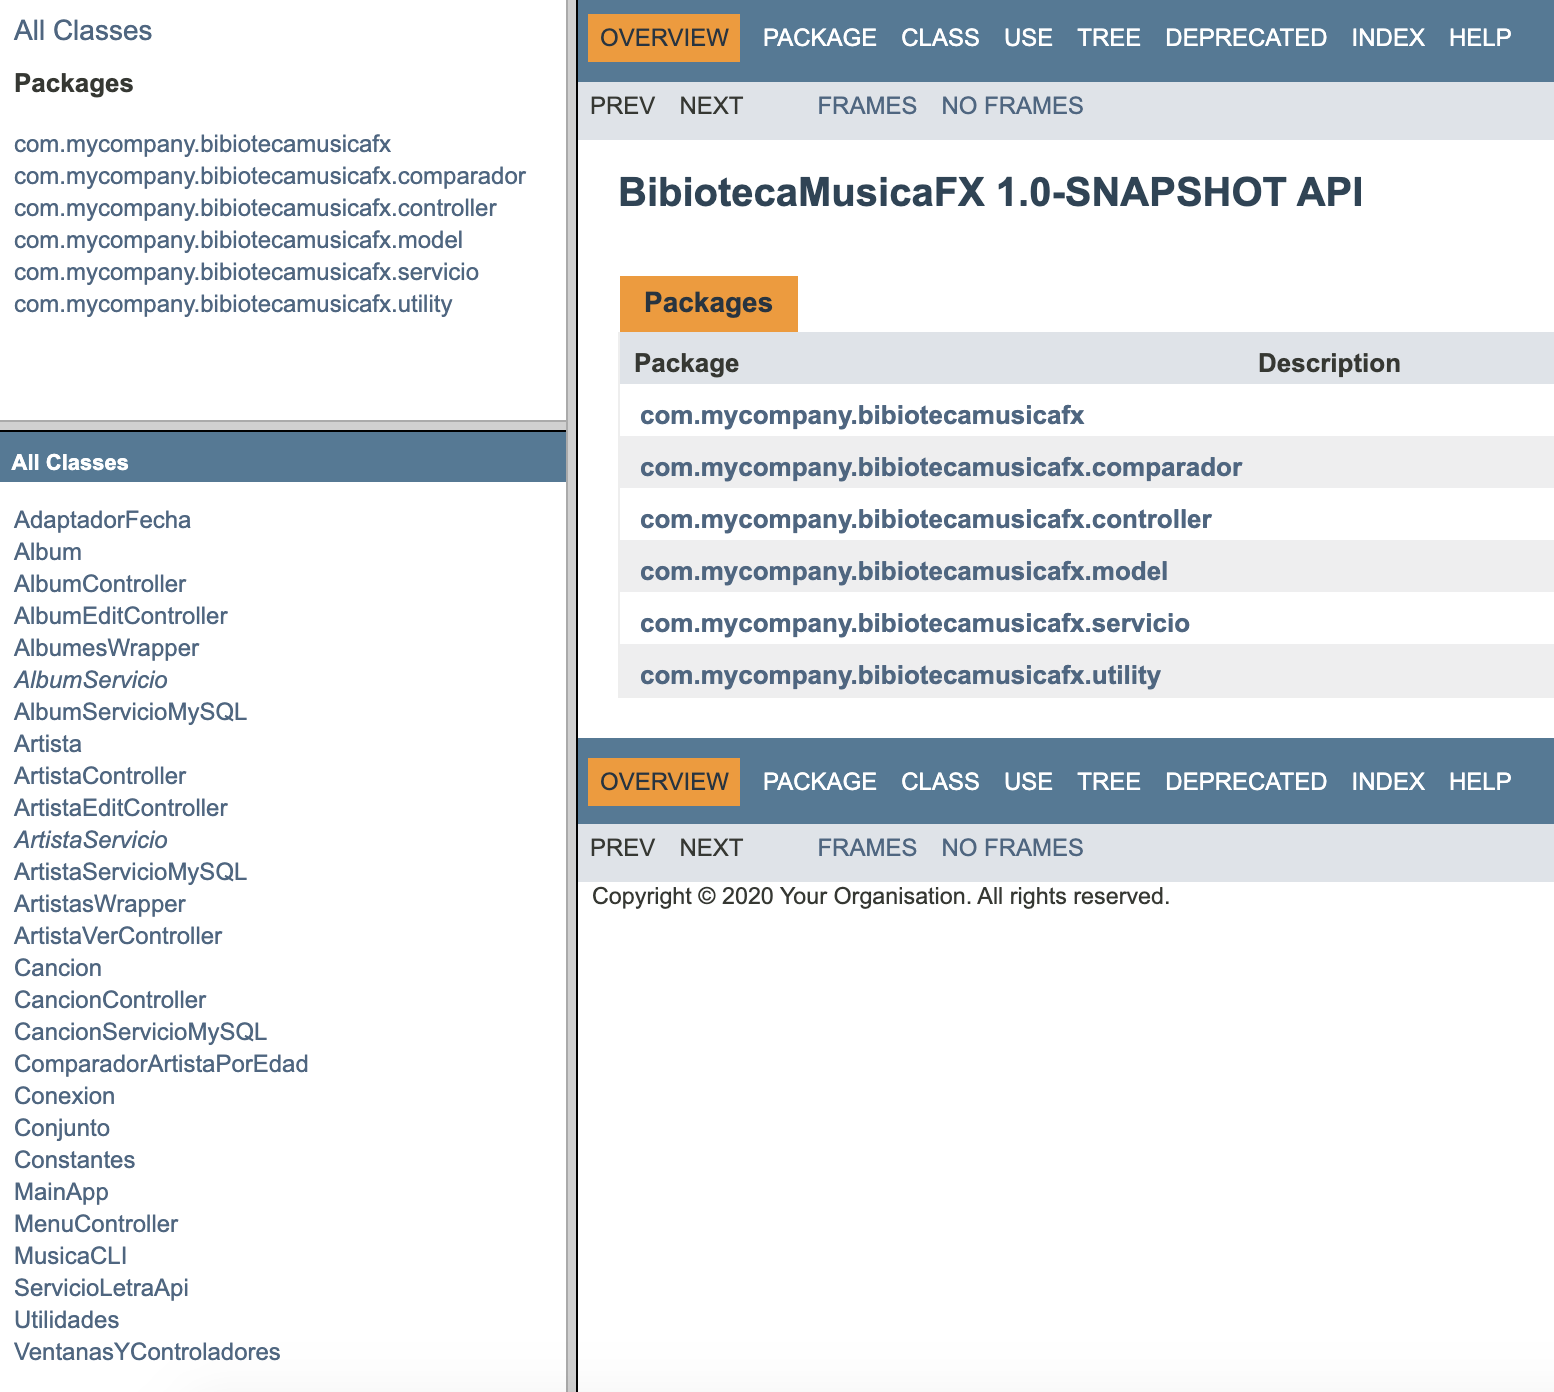 All Classes
Packages
com.mycompany.bibiotecamusicafx
com.mycompany.bibiotecamusicafx.comparador
com.mycompany.bibiotecamusicafx.controller
com.mycompany.bibiotecamusicafx.model
com.mycompany.bibiotecamusicafx.servicio
com.mycompany.bibiotecamusicafx.utility
All Classes
AdaptadorFecha
Album
AlbumController
AlbumEditController
AlbumesWrapper
AlbumServicio
AlbumServicioMySQL
Artista
ArtistaController
ArtistaEditController
ArtistaServicio
ArtistaServicioMySQL
ArtistasWrapper
ArtistaVerController
Cancion
CancionController
CancionServicioMySQL
ComparadorArtistaPorEdad
Conexion
Conjunto
Constantes
MainApp
MenuController
MusicaCLI
ServicioLetraApi
Utilidades
VentanasYControladores
OVERVIEW PACKAGE CLASS USE TREE DEPRECATED INDEX HELP
PREV NEXT FRAMES NO FRAMES
BibiotecaMusicaFX 1.0-SNAPSHOT API
Packages
Package Description
com.mycompany.bibiotecamusicafx
com.mycompany.bibiotecamusicafx.comparador
com.mycompany.bibiotecamusicafx.controller
com.mycompany.bibiotecamusicafx.model
com.mycompany.bibiotecamusicafx.servicio
com.mycompany.bibiotecamusicafx.utility
OVERVIEW PACKAGE CLASS USE TREE DEPRECATED INDEX HELP
PREV NEXT FRAMES NO FRAMES
Copyright © 2020 Your Organisation. All rights reserved.